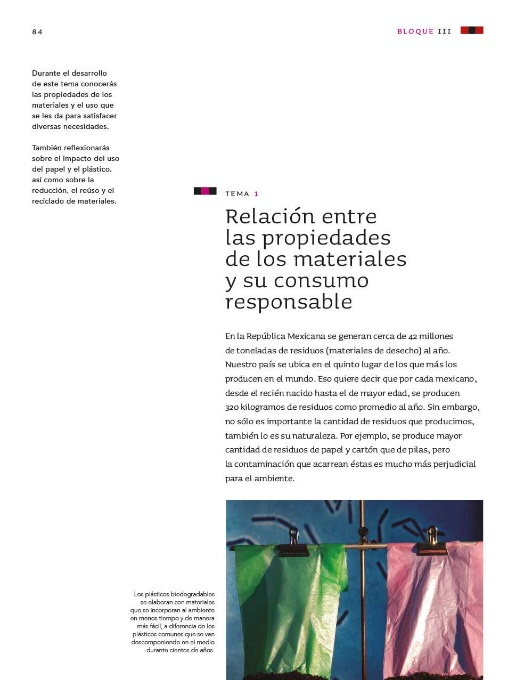 84
BLOQUE III
Durante el desarrollo
de este tema conocerás
las propiedades de los
materiales y el uso que
se les da para satisfacer
diversas necesidades.
También reflexionarás
sobre el impacto del uso
del papel y el plástico,
así como sobre la
reducción, el reúso y el
reciclado de materiales.
TEMA 1
Relación entre
las propiedades
de los materiales
y su consumo
responsable
En la República Mexicana se generan cerca de 42 millones
de toneladas de residuos (materiales de desecho) al año.
Nuestro país se ubica en el quinto lugar de los que más los
producen en el mundo. Eso quiere decir que por cada mexicano,
desde el recién nacido hasta el de mayor edad, se producen
320 kilogramos de residuos como promedio al año. Sin embargo,
no sólo es importante la cantidad de residuos que producimos,
también lo es su naturaleza. Por ejemplo, se produce mayor
cantidad de residuos de papel y cartón que de pilas, pero
la contaminación que acarrean éstas es mucho más perjudicial
para el ambiente.
Los plásticos biodegradables
se elaboran con materiales
que se incorporan al ambiente
en menos tiempo y de manera
más fácil, a diferencia de los
plásticos comunes que se van
descomponiendo en el medio
durante cientos de años.